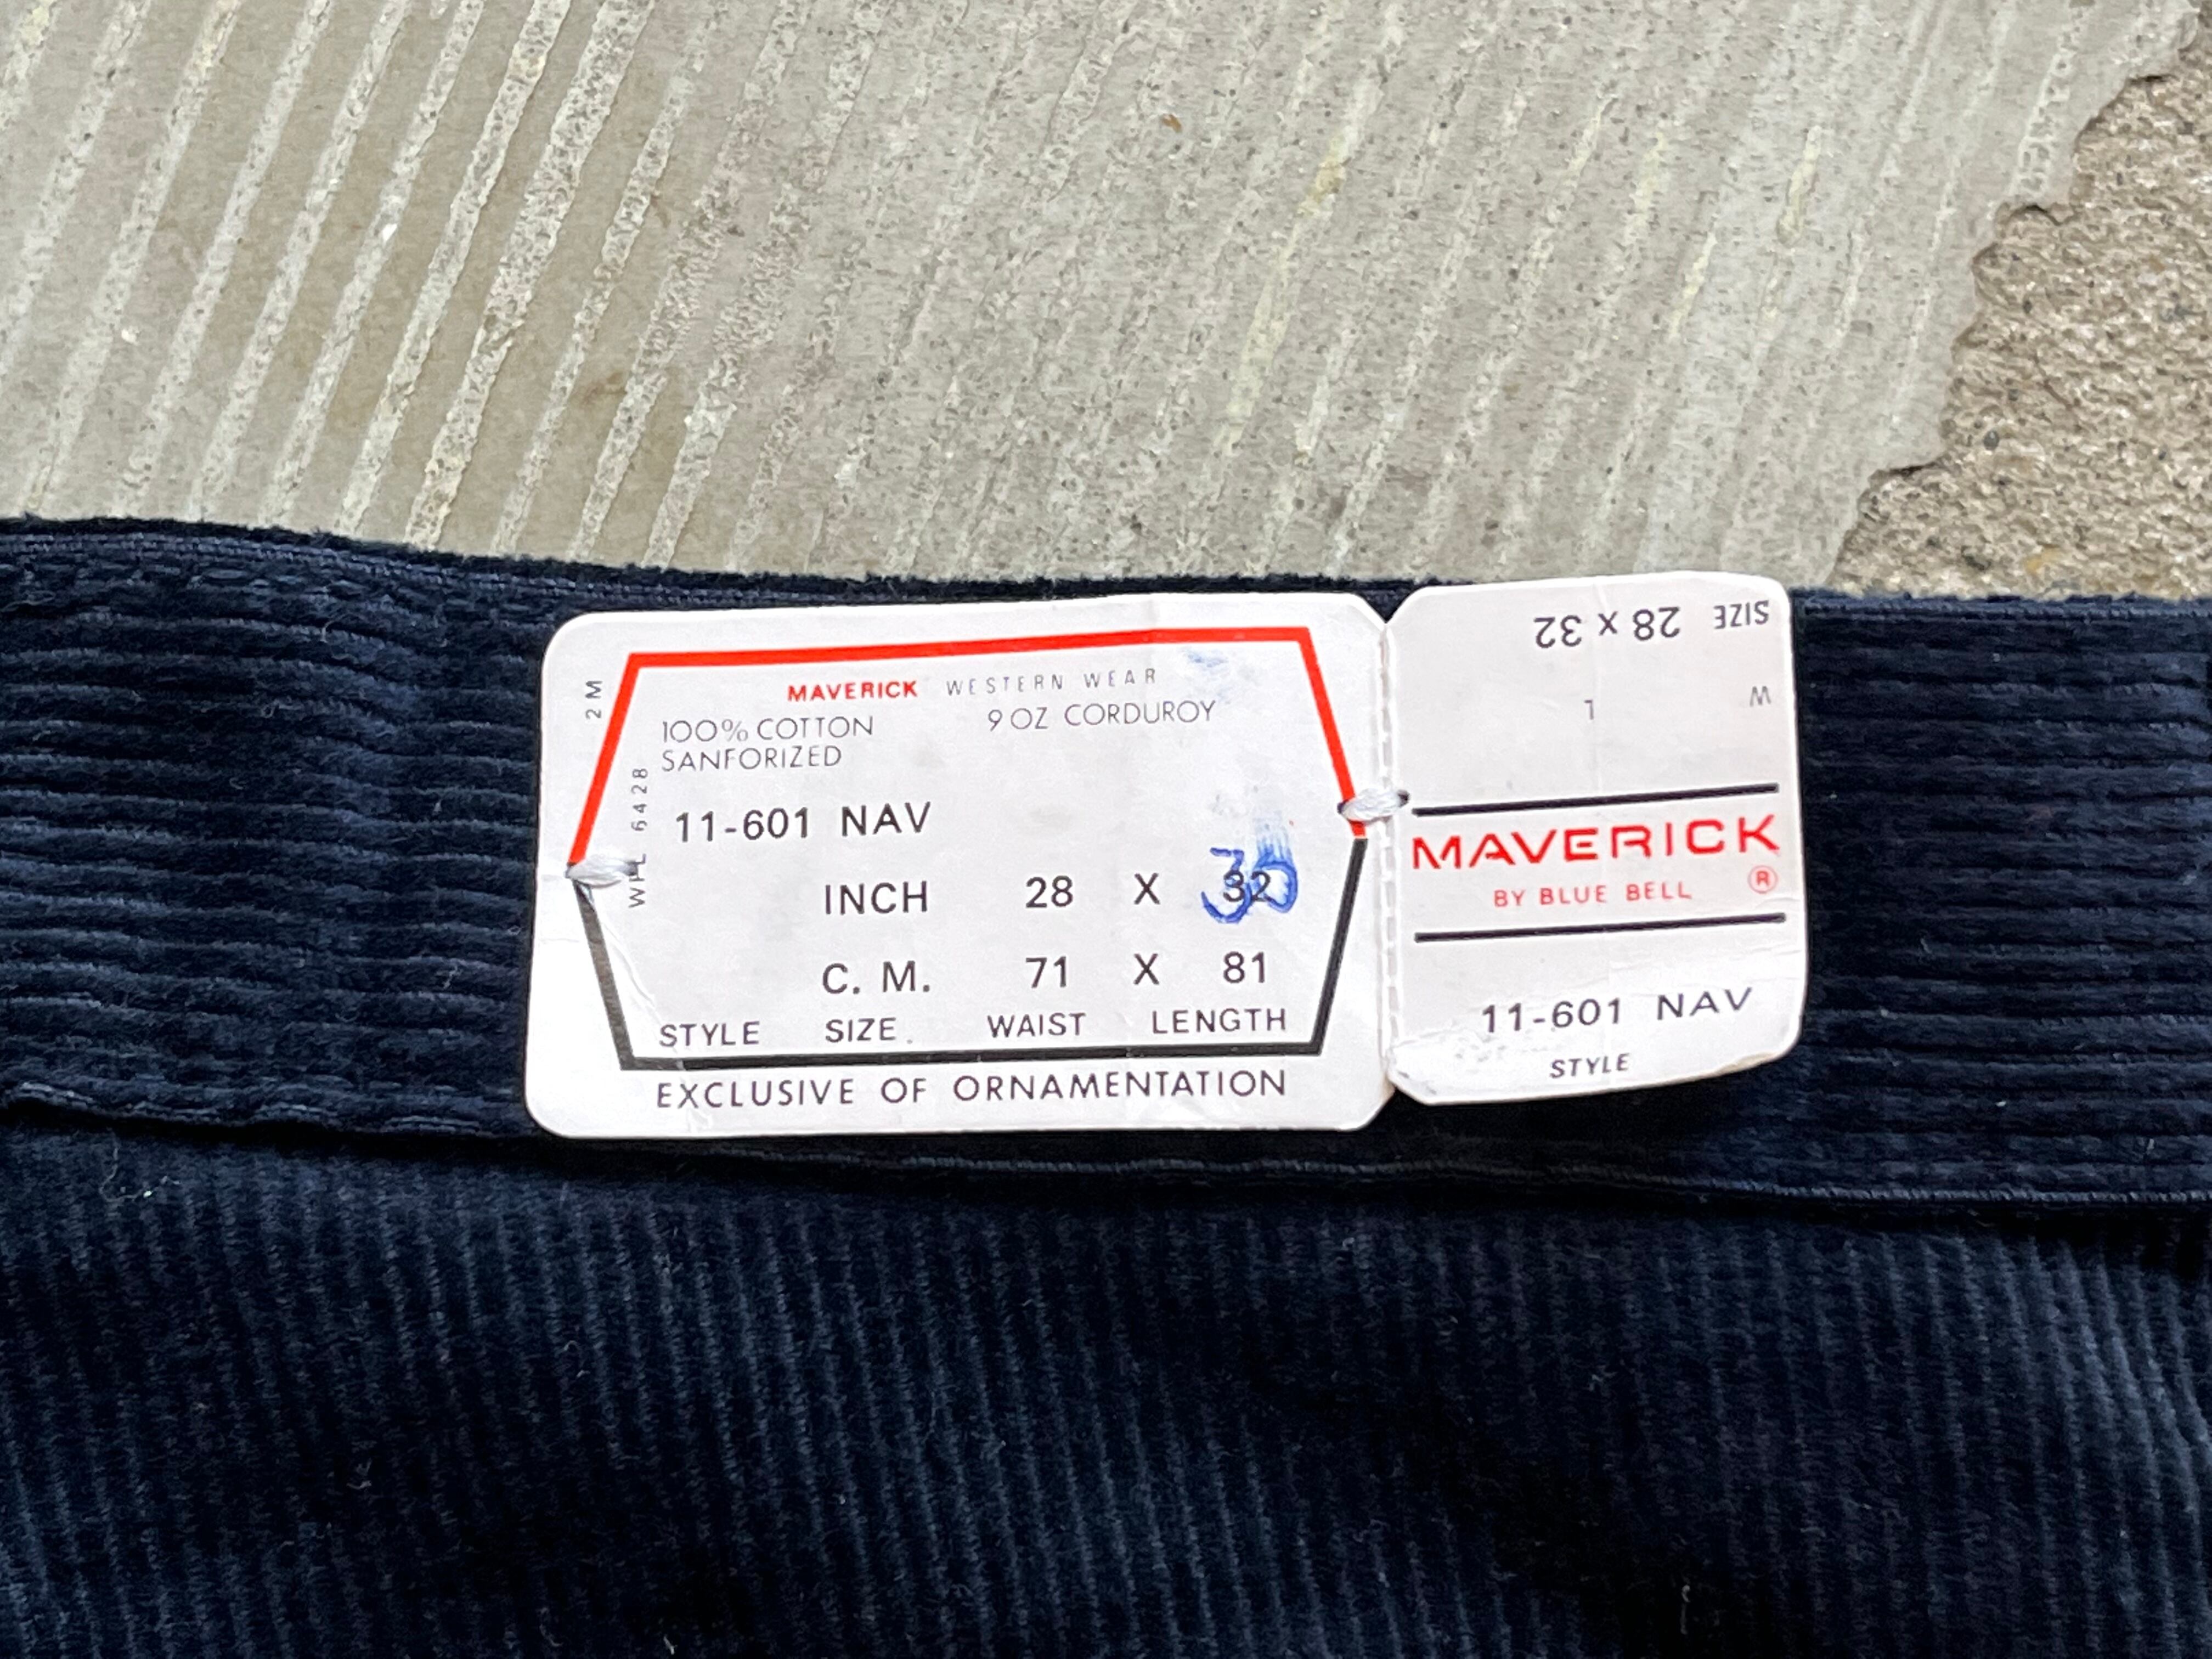 MAVERICK WESTERN WEAR
100% COTTON 9 OZ CORDUROY
SANFORIZED
2 M
WPL 6428
11-601 NAV
INCH 28 X 32
30
C. M. 71 X 81
STYLE SIZE WAIST LENGTH
EXCLUSIVE OF ORNAMENTATION
SIZE 28 x 32
W L
MAVERICK
BY BLUE BELL ®
11-601 NAV
STYLE